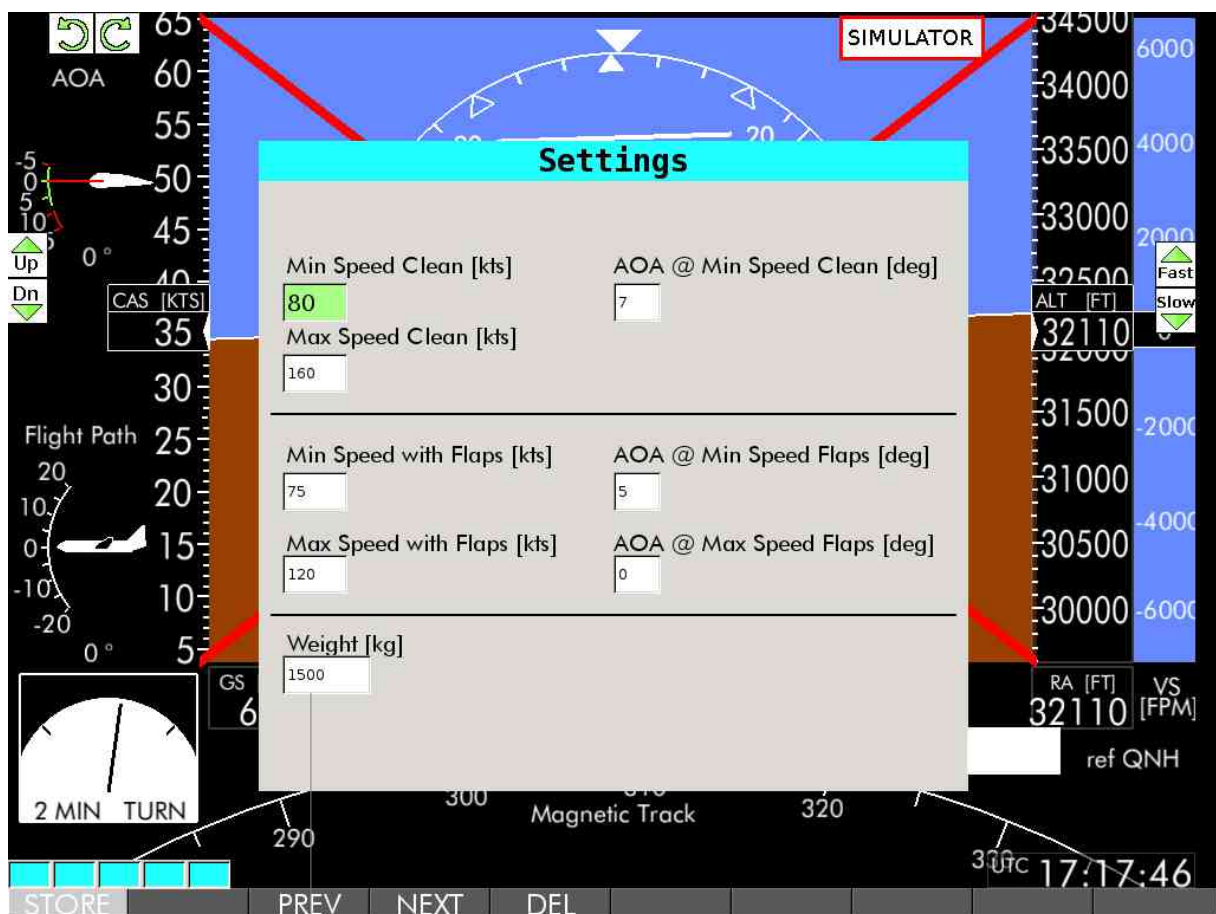 SIMULATOR
AOA
65
60
55
50
45
40
35
30
25
20
15
10
5
-5
0
5
10
0°
Up
Dn
CAS [KTS]
35
20
34500
34000
33500
33000
32500
32000
31500
31000
30500
30000
6000
4000
2000
-2000
-4000
-6000
ALT [FT]
32110
Fast
Slow
Settings
Min Speed Clean [kts]
80
AOA @ Min Speed Clean [deg]
7
Max Speed Clean [kts]
160
Min Speed with Flaps [kts]
75
AOA @ Min Speed Flaps [deg]
5
Max Speed with Flaps [kts]
120
AOA @ Max Speed Flaps [deg]
0
Weight [kg]
1500
Flight Path
20
10
0
-10
-20
0°
GS
6
RA [FT]
32110
VS
[FPM]
ref QNH
2 MIN TURN
290
300
310
320
Magnetic Track
UTC 17:17:46
STORE PREV NEXT DEL